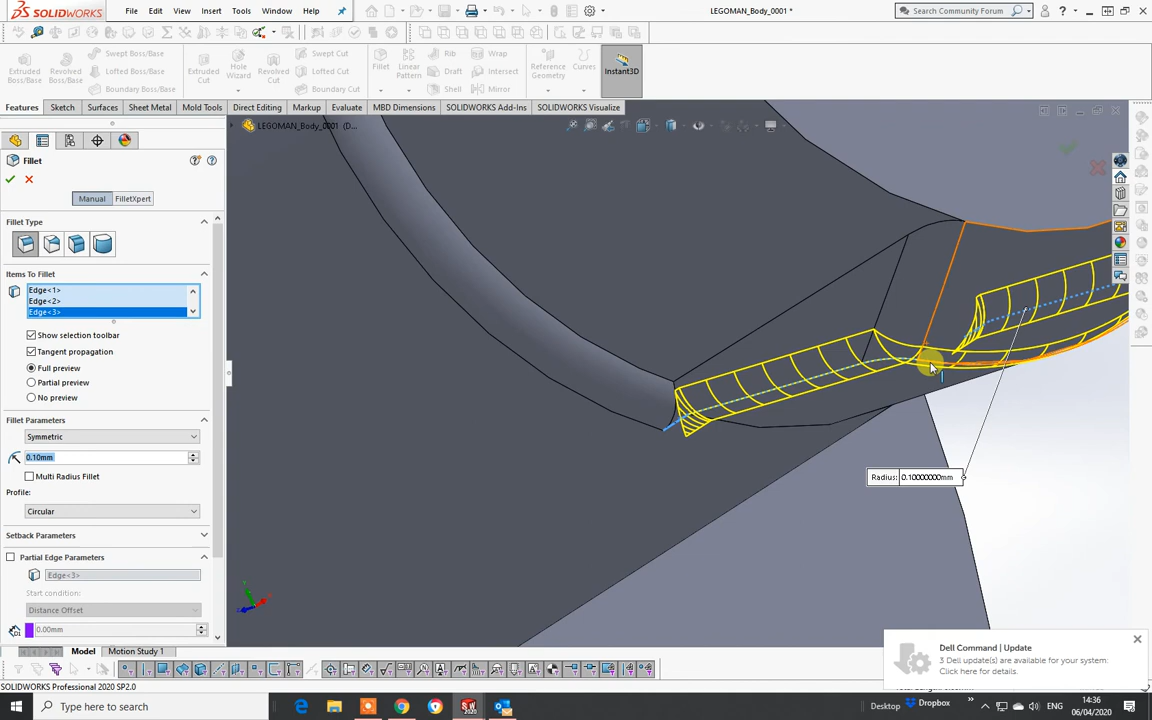 SOLIDWORKS
File Edit View Insert Tools Window Help
LEGOMAN_Body_0001 *
Search Community Forum
Extruded Boss/Base
Revolved Boss/Base
Swept Boss/Base
Lofted Boss/Base
Boundary Boss/Base
Extruded Cut
Hole Wizard
Revolved Cut
Swept Cut
Lofted Cut
Boundary Cut
Fillet
Linear Pattern
Rib
Draft
Shell
Wrap
Intersect
Mirror
Reference Geometry
Curves
Instant3D
Features Sketch Surfaces Sheet Metal Mold Tools Direct Editing Markup Evaluate MBD Dimensions SOLIDWORKS Add-Ins SOLIDWORKS Visualize
LEGOMAN_Body_0001 (D...
Fillet
Manual FilletXpert
Fillet Type
Items To Fillet
Edge<1>
Edge<2>
Edge<3>
Show selection toolbar
Tangent propagation
Full preview
Partial preview
No preview
Fillet Parameters
Symmetric
0.10mm
Multi Radius Fillet
Profile:
Circular
Setback Parameters
Partial Edge Parameters
Edge<3>
Start condition:
Distance Offset
0.00mm
Radius: 0.10000000mm
Dell Command | Update
3 Dell update(s) are available for your system:
Click here for details.
Model Motion Study 1
SOLIDWORKS Professional 2020 SP2.0
Type here to search
Desktop
Dropbox
ENG
14:36
06/04/2020